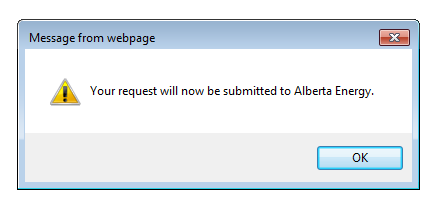 Message from webpage
Your request will now be submitted to Alberta Energy.
OK